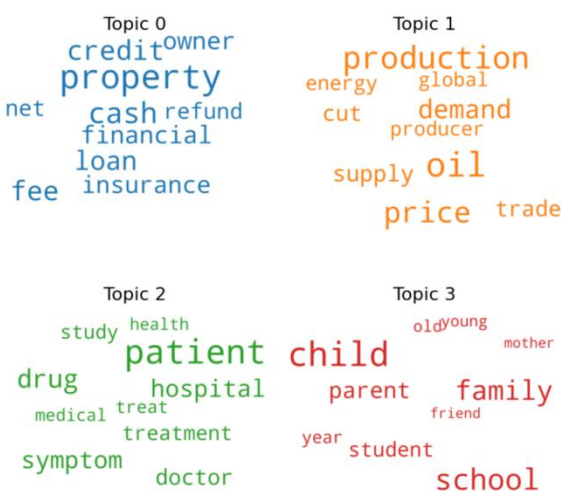 Topic 0
credit owner
property
net cash refund
financial
loan
fee insurance
Topic 1
production
energy global
cut demand
producer
supply oil
price trade
Topic 2
study health
patient
drug hospital
medical treat
treatment
symptom
doctor
Topic 3
old young
child mother
parent family
friend
year student
school